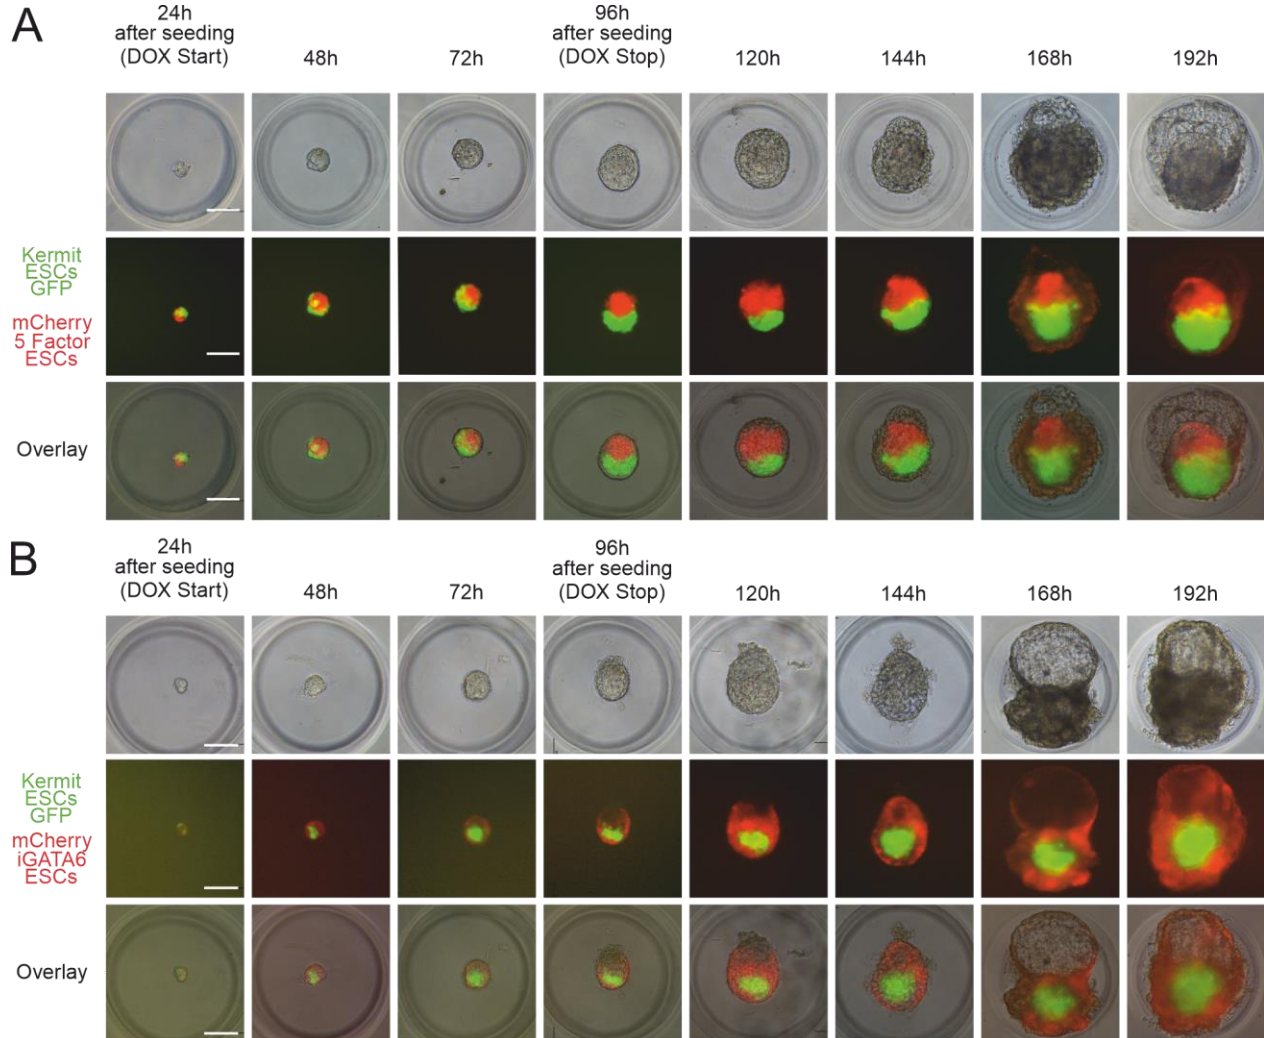 A
24h
after seeding
(DOX Start)
48h
72h
96h
after seeding
(DOX Stop)
120h
144h
168h
192h
Kermit
ESCs
GFP
mCherry
5 Factor
ESCs
Overlay
B
24h
after seeding
(DOX Start)
48h
72h
96h
after seeding
(DOX Stop)
120h
144h
168h
192h
Kermit
ESCs
GFP
mCherry
iGATA6
ESCs
Overlay